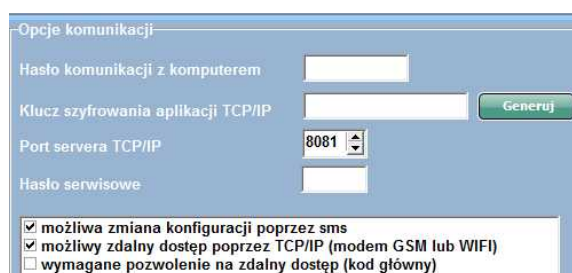 Opcje komunikacji
Hasło komunikacji z komputerem
Klucz szyfrowania aplikacji TCP/IP Generuj
Port servera TCP/IP 8081
Hasło serwisowe
możliwa zmiana konfiguracji poprzez sms
możliwy zdalny dostęp poprzez TCP/IP (modem GSM lub WIFI)
wymagane pozwolenie na zdalny dostęp (kod główny)